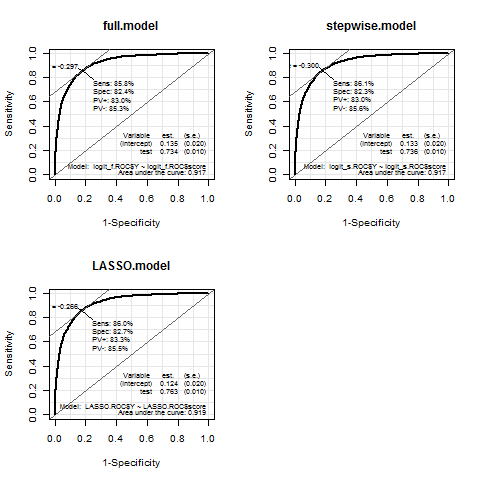 full.model
= -0.297
Sens: 85.8%
Spec: 82.4%
PV+: 83.0%
PV-: 85.3%
Variable est. (s.e.)
(Intercept) 0.135 (0.020)
test 0.734 (0.010)
Model: logit_f.ROC$Y ~ logit_f.ROC$score
Area under the curve: 0.917
Sensitivity
0.0 0.2 0.4 0.6 0.8 1.0
0.0 0.2 0.4 0.6 0.8 1.0
1-Specificity
stepwise.model
= -0.300
Sens: 86.1%
Spec: 82.3%
PV+: 83.0%
PV-: 85.6%
Variable est. (s.e.)
(Intercept) 0.133 (0.020)
test 0.736 (0.010)
Model: logit_s.ROC$Y ~ logit_s.ROC$score
Area under the curve: 0.917
Sensitivity
0.0 0.2 0.4 0.6 0.8 1.0
0.0 0.2 0.4 0.6 0.8 1.0
1-Specificity
LASSO.model
= -0.266
Sens: 86.0%
Spec: 82.7%
PV+: 83.3%
PV-: 85.5%
Variable est. (s.e.)
(Intercept) 0.124 (0.020)
test 0.763 (0.010)
Model: LASSO.ROC$Y ~ LASSO.ROC$score
Area under the curve: 0.919
Sensitivity
0.0 0.2 0.4 0.6 0.8 1.0
0.0 0.2 0.4 0.6 0.8 1.0
1-Specificity